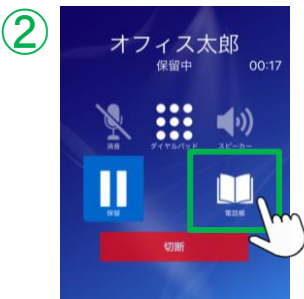 ②
オフィス太郎
保留中 00:17
消音 ダイヤルパッド スピーカー
保留 電話帳
切断